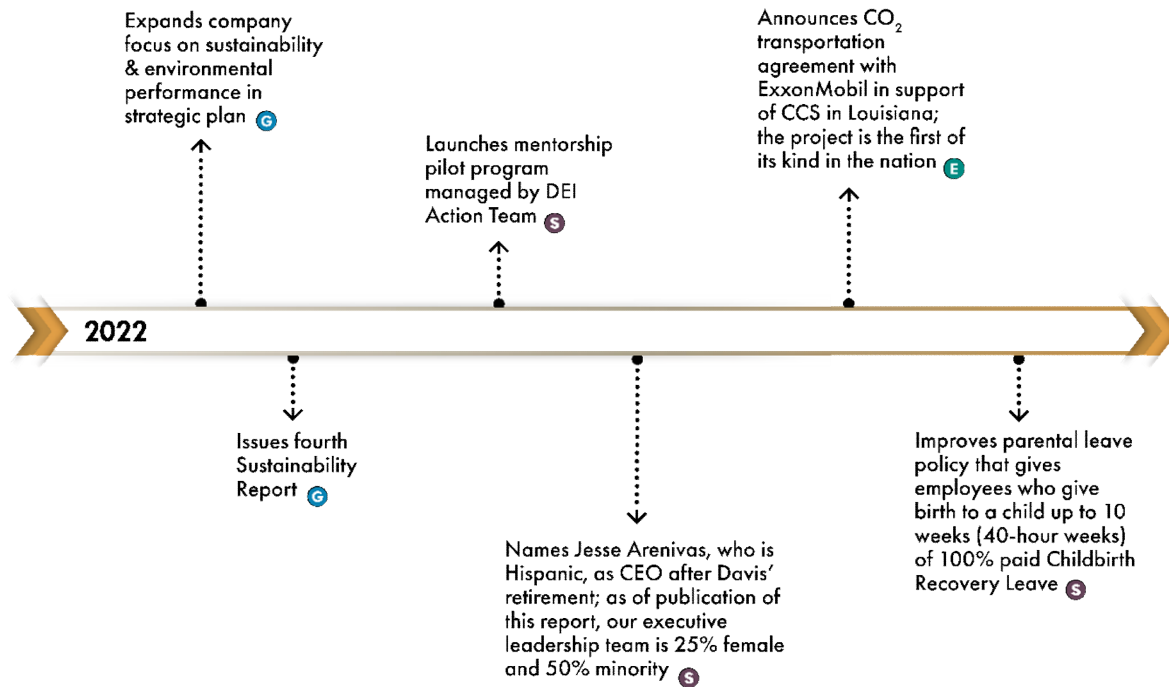 Expands company
focus on sustainability
& environmental
performance in
strategic plan G
Launches mentorship
pilot program
managed by DEI
Action Team S
Announces CO₂
transportation
agreement with
ExxonMobil in support
of CCS in Louisiana;
the project is the first of
its kind in the nation E
2022
Issues fourth
Sustainability
Report G
Names Jesse Arenivas, who is
Hispanic, as CEO after Davis’
retirement; as of publication of
this report, our executive
leadership team is 25% female
and 50% minority S
Improves parental leave
policy that gives
employees who give
birth to a child up to 10
weeks (40-hour weeks)
of 100% paid Childbirth
Recovery Leave S